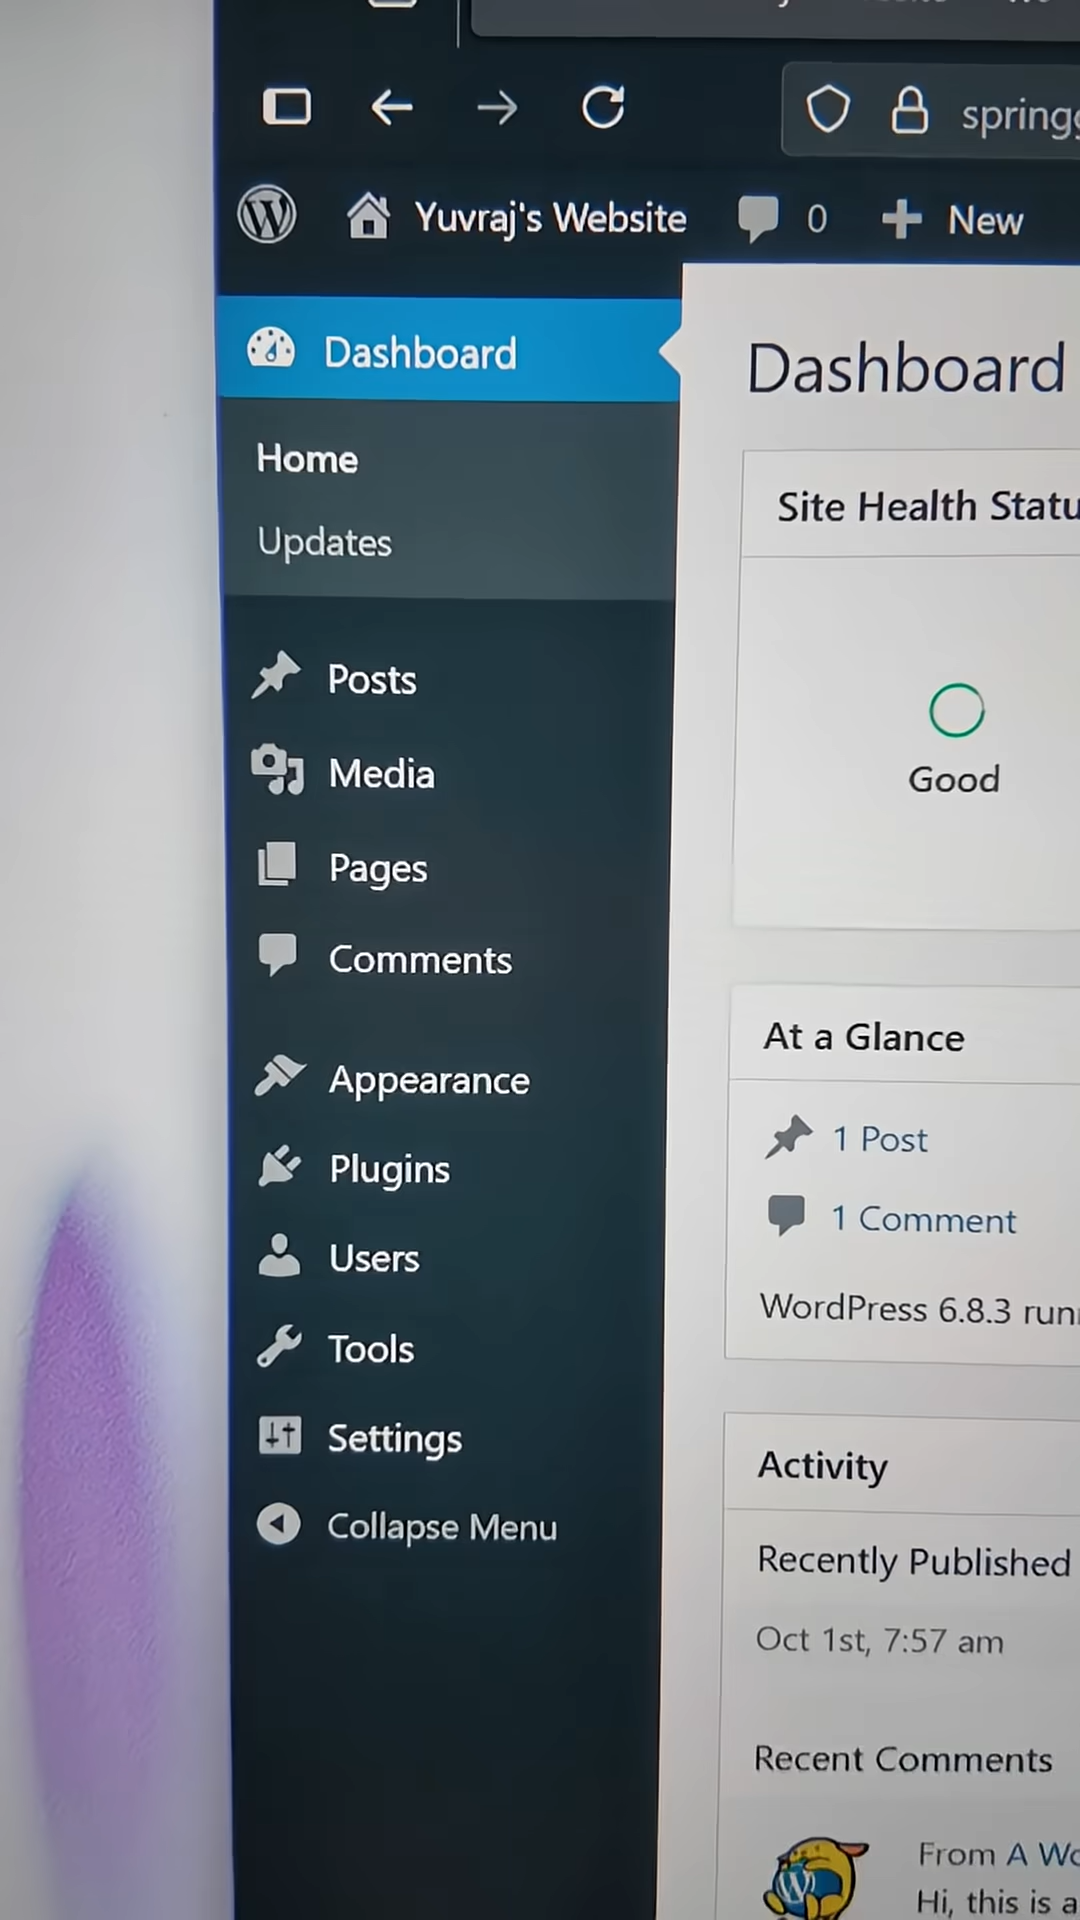 spring
Yuvraj's Website 0 New
Dashboard
Home
Updates
Posts
Media
Pages
Comments
Appearance
Plugins
Users
Tools
Settings
Collapse Menu
Dashboard
Site Health Statu
Good
At a Glance
1 Post
1 Comment
WordPress 6.8.3 run
Activity
Recently Published
Oct 1st, 7:57 am
Recent Comments
From A Wo
Hi, this is a